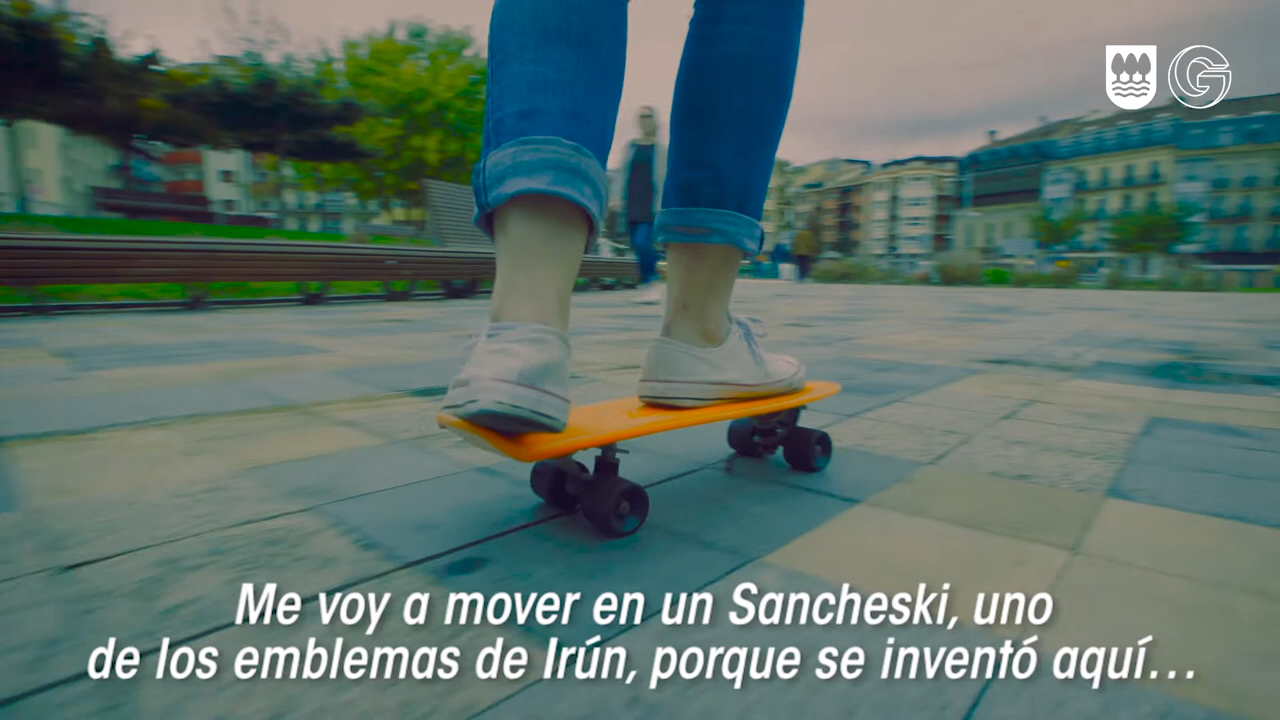 Me voy a mover en un Sancheski, uno
de los emblemas de Irún, porque se inventó aquí...